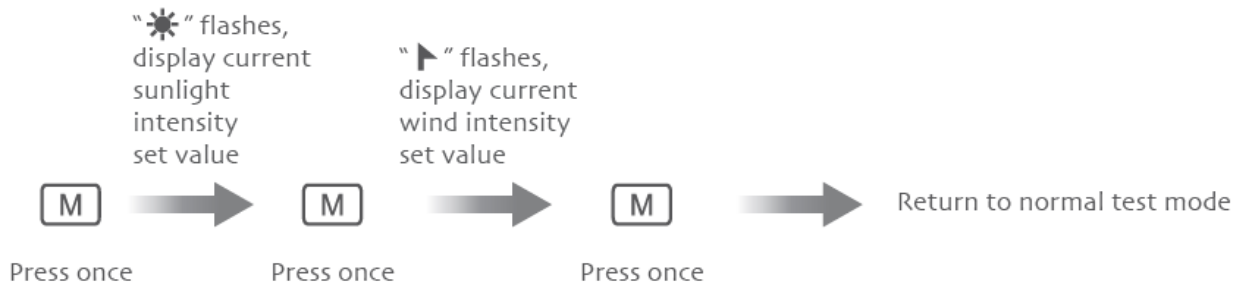 “☀” flashes,
display current
sunlight
intensity
set value
“” flashes,
display current
wind intensity
set value
M
M
M
Return to normal test mode
Press once
Press once
Press once